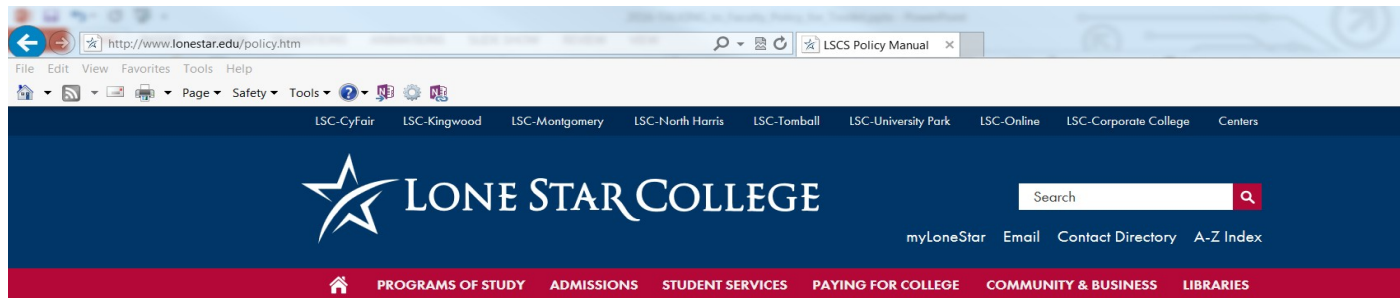 http://www.lonestar.edu/policy.htm
LSCS Policy Manual
File Edit View Favorites Tools Help
Page Safety Tools
LSC-CyFair LSC-Kingwood LSC-Montgomery LSC-North Harris LSC-Tomball LSC-University Park LSC-Online LSC-Corporate College Centers
LONE STAR COLLEGE
Search
myLoneStar Email Contact Directory A-Z Index
PROGRAMS OF STUDY ADMISSIONS STUDENT SERVICES PAYING FOR COLLEGE COMMUNITY & BUSINESS LIBRARIES